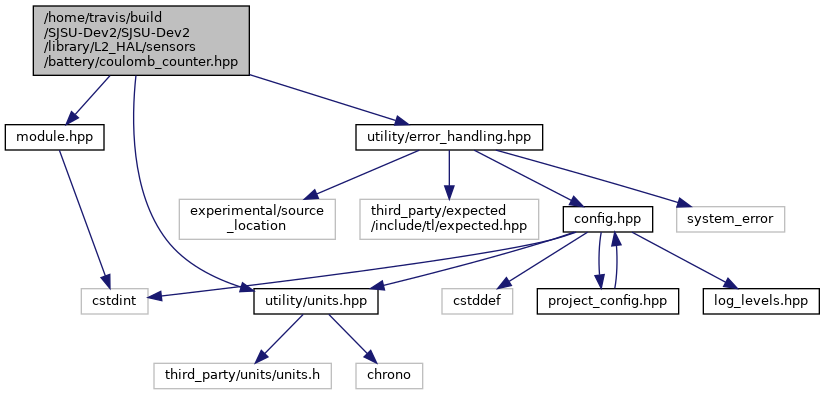 /home/travis/build
/SJSU-Dev2/SJSU-Dev2
/library/L2_HAL/sensors
/battery/coulomb_counter.hpp
module.hpp
utility/error_handling.hpp
experimental/source
_location
third_party/expected
/include/tl/expected.hpp
config.hpp
system_error
cstdint
utility/units.hpp
cstddef
project_config.hpp
log_levels.hpp
third_party/units/units.h
chrono